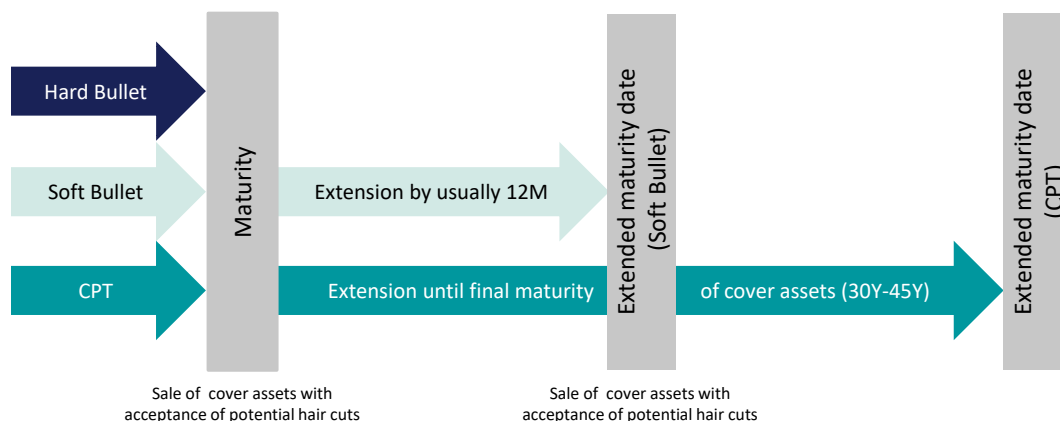 Hard Bullet
Soft Bullet
CPT
Maturity
Extension by usually 12M
Extension until final maturity
Extended maturity date
(Soft Bullet)
of cover assets (30Y-45Y)
Extended maturity date
(CPT)
Sale of cover assets with
acceptance of potential hair cuts
Sale of cover assets with
acceptance of potential hair cuts